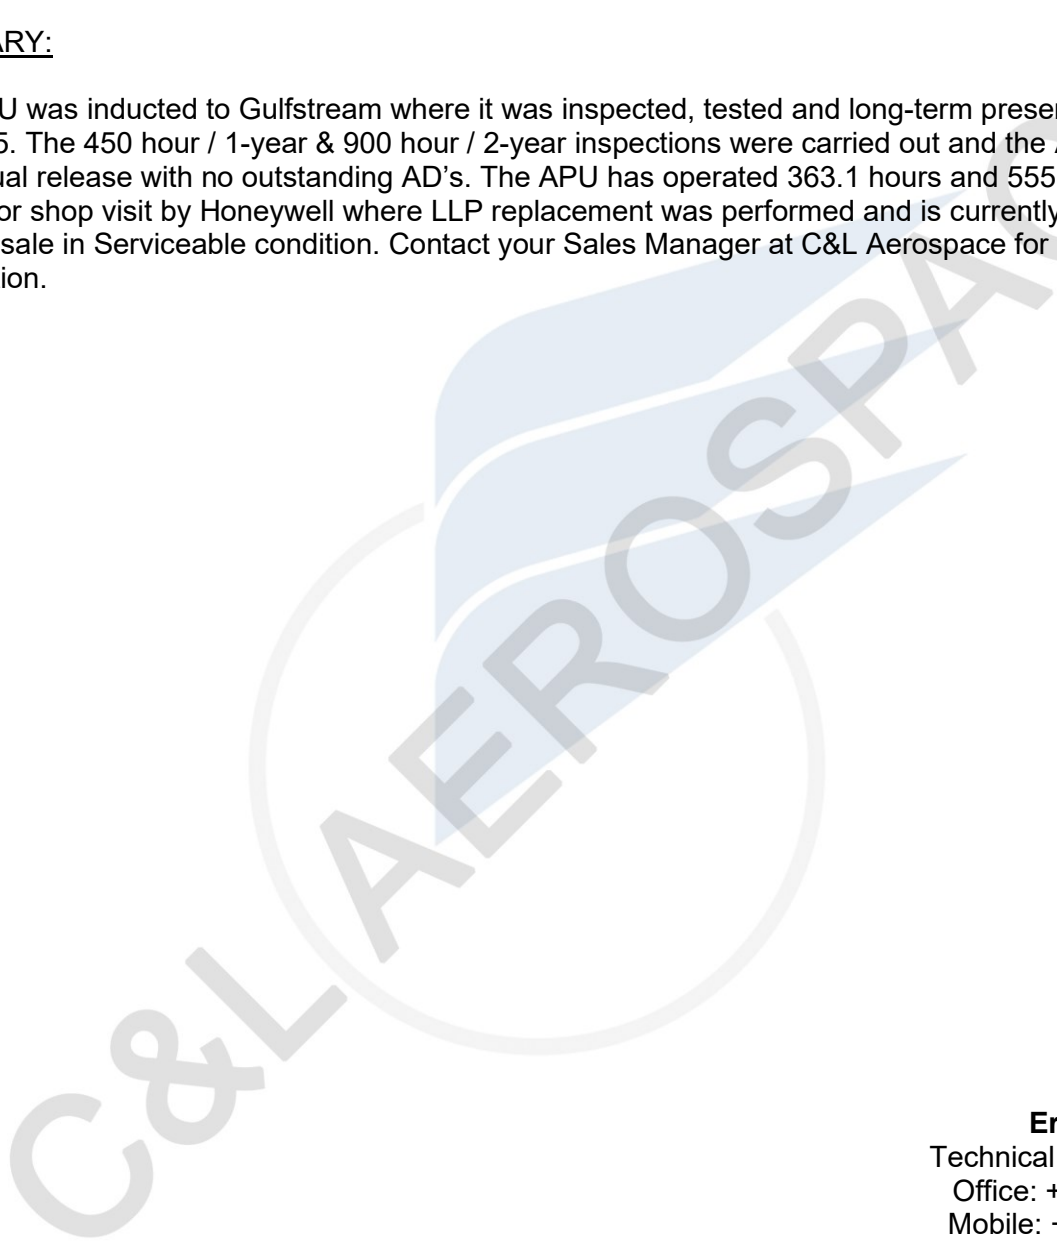 ARY:
U was inducted to Gulfstream where it was inspected, tested and long-term preser
5. The 450 hour / 1-year & 900 hour / 2-year inspections were carried out and the A
ual release with no outstanding AD's. The APU has operated 363.1 hours and 555
or shop visit by Honeywell where LLP replacement was performed and is currently
sale in Serviceable condition. Contact your Sales Manager at C&L Aerospace for
tion.
C&L AEROSPAC
Er
Technical
Office: +
Mobile: